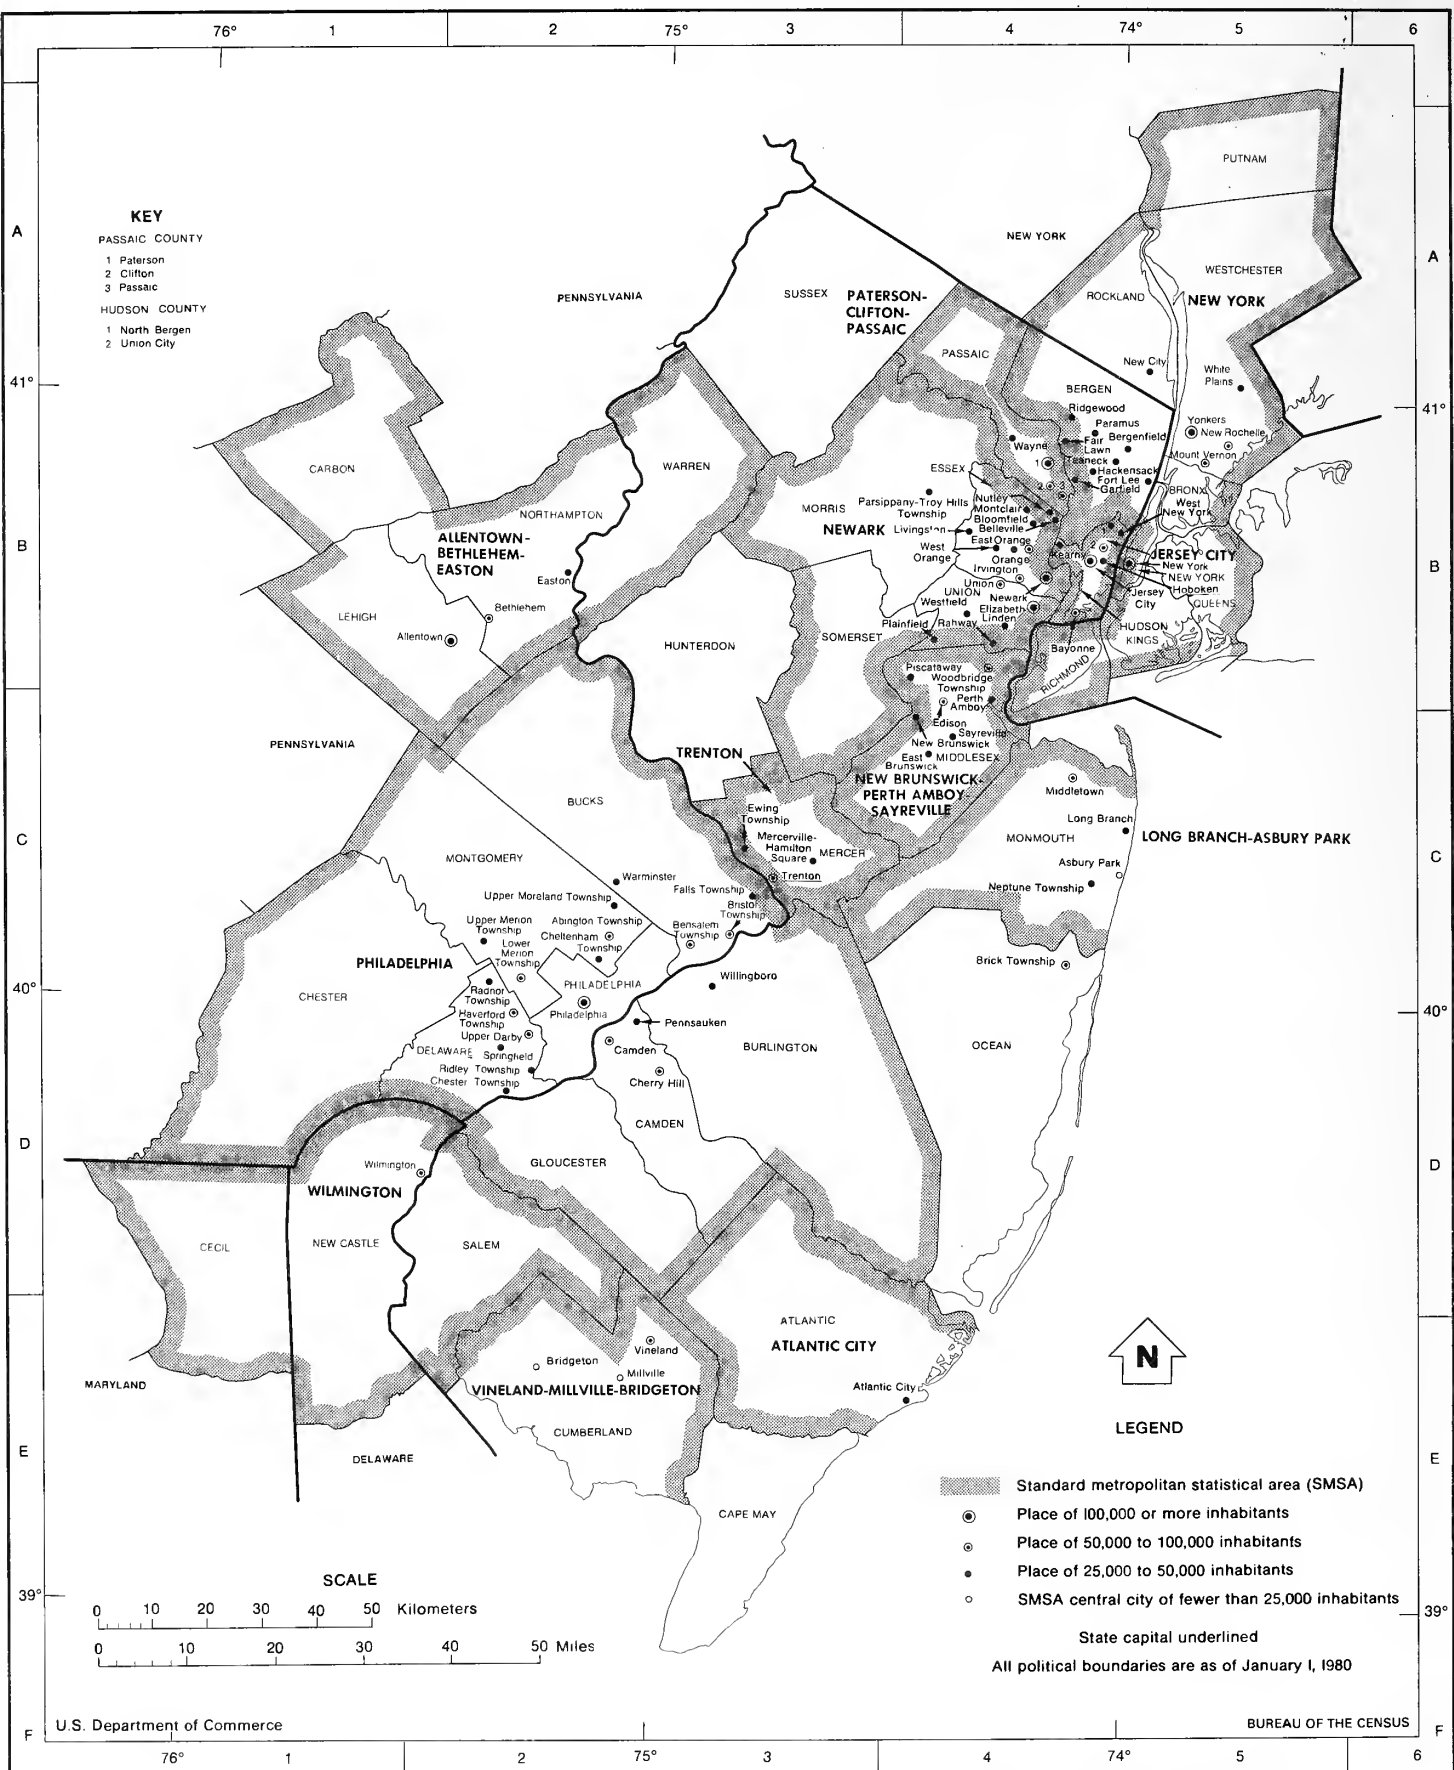 76° 1 2 75° 3 4 74° 5 6
A
B
C
D
E
F
41°
40°
39°
KEY
PASSAIC COUNTY
1 Paterson
2 Clifton
3 Passaic
HUDSON COUNTY
1 North Bergen
2 Union City
PUTNAM
NEW YORK
WESTCHESTER
ROCKLAND
NEW YORK
PENNSYLVANIA
SUSSEX
PATERSON-
CLIFTON-
PASSAIC
PASSAIC
New City
White
Plains
BERGEN
Ridgewood
Paramus
Yonkers
New Rochelle
Fair
Lawn
Bergenfield
Wayne
1
Mount Vernon
Teaneck
Hackensack
Fort Lee
Garfield
2 3
CARBON
WARREN
ESSEX
MORRIS
Parsippany-Troy Hills
Township
Nutley
Montclair
Bloomfield
Belleville
BRONX
West
New York
NORTHAMPTON
NEWARK
Livingston
ALLENTOWN-
BETHLEHEM-
EASTON
West
Orange
East Orange
Orange
Kearny
1
2
JERSEY CITY
New York
NEW YORK
Hoboken
Easton
Irvington
Union
UNION
Newark
Jersey
City
QUEENS
Bethlehem
Westfield
Elizabeth
Linden
LEHIGH
Allentown
Plainfield
Rahway
HUDSON
KINGS
SOMERSET
HUNTERDON
Bayonne
RICHMOND
Piscataway
Woodbridge
Township
Perth
Amboy
Edison
Sayreville
New Brunswick
East
Brunswick
MIDDLESEX
PENNSYLVANIA
TRENTON
NEW BRUNSWICK-
PERTH AMBOY-
SAYREVILLE
Middletown
BUCKS
Ewing
Township
Long Branch
Mercerville-
Hamilton
Square
MERCER
MONMOUTH
LONG BRANCH-ASBURY PARK
MONTGOMERY
Asbury Park
Trenton
Neptune Township
Warminster
Falls Township
Upper Moreland Township
Bristol
Township
Upper Merion
Township
Abington Township
Bensalem
Township
Lower
Merion
Township
Cheltenham
Township
PHILADELPHIA
Brick Township
Willingboro
PHILADELPHIA
Radnor
Township
CHESTER
Philadelphia
Haverford
Township
Pennsauken
Upper Darby
DELAWARE
Springfield
Camden
BURLINGTON
OCEAN
Ridley Township
Chester Township
Cherry Hill
CAMDEN
Wilmington
GLOUCESTER
WILMINGTON
CECIL
NEW CASTLE
SALEM
ATLANTIC
ATLANTIC CITY
Vineland
Bridgeton
Millville
MARYLAND
VINELAND-MILLVILLE-BRIDGETON
Atlantic City
CUMBERLAND
DELAWARE
CAPE MAY
N
LEGEND
Standard metropolitan statistical area (SMSA)
Place of 100,000 or more inhabitants
Place of 50,000 to 100,000 inhabitants
Place of 25,000 to 50,000 inhabitants
SMSA central city of fewer than 25,000 inhabitants
State capital underlined
All political boundaries are as of January 1, 1980
SCALE
0 10 20 30 40 50 Kilometers
0 10 20 30 40 50 Miles
A
B
C
D
E
F
41°
40°
39°
U.S. Department of Commerce
BUREAU OF THE CENSUS
76° 1 2 75° 3 4 74° 5 6